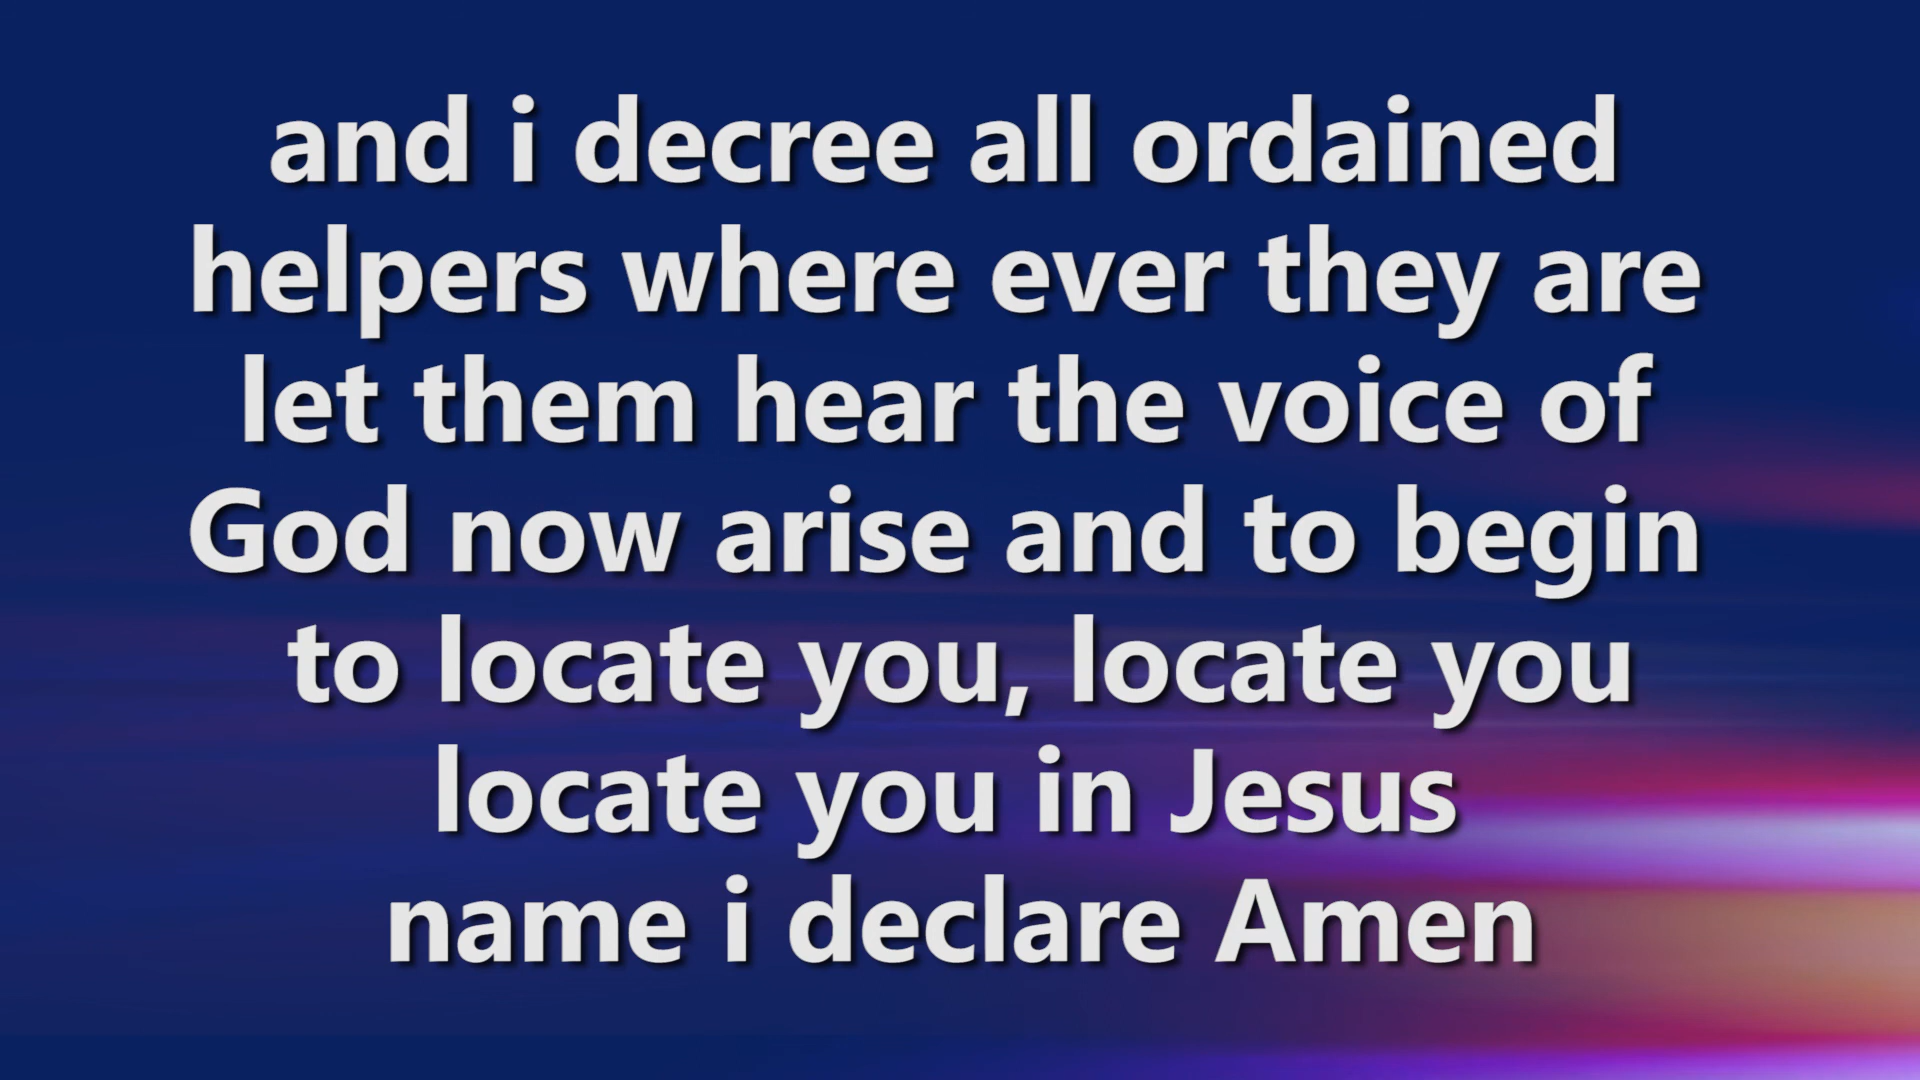 and i decree all ordained
helpers where ever they are
let them hear the voice of
God now arise and to begin
to locate you, locate you
locate you in Jesus
name i declare Amen